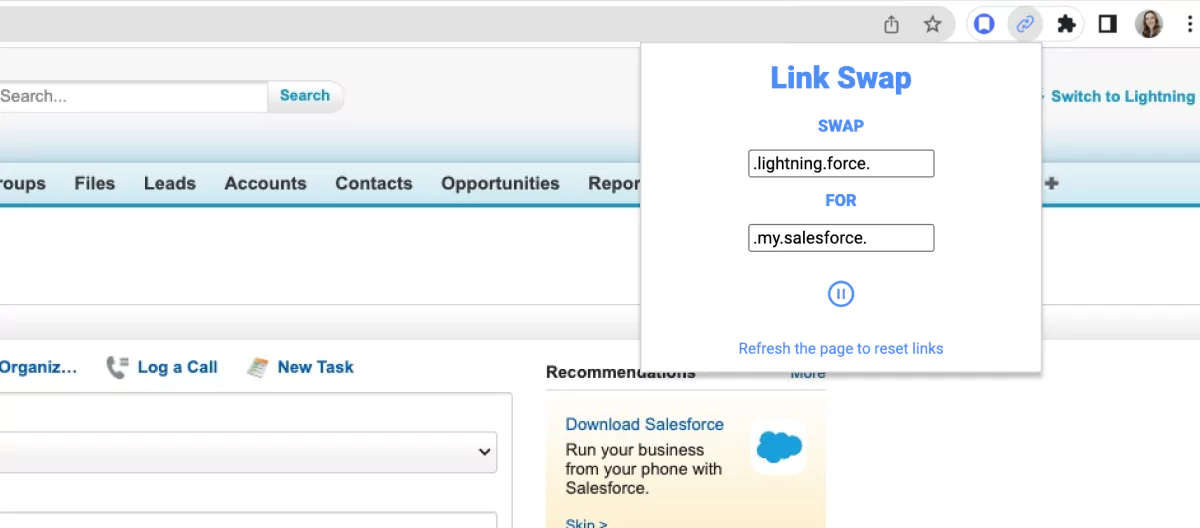 Link Swap
SWAP
.lightning.force.
FOR
.my.salesforce.
Refresh the page to reset links
Search...
Search
Switch to Lightning
Files
Leads
Accounts
Contacts
Opportunities
Organiz...
Log a Call
New Task
Recommendations
More
Download Salesforce
Run your business
from your phone with
Salesforce.
Skip >